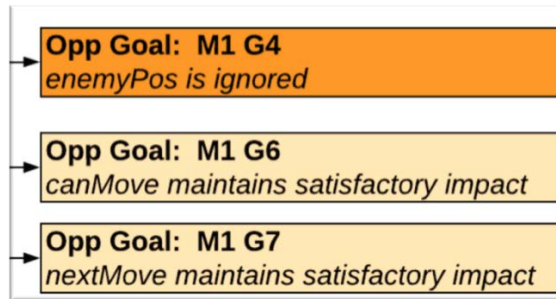 Opp Goal:  M1 G4
enemyPos is ignored
Opp Goal:  M1 G6
canMove maintains satisfactory impact
Opp Goal:  M1 G7
nextMove maintains satisfactory impact